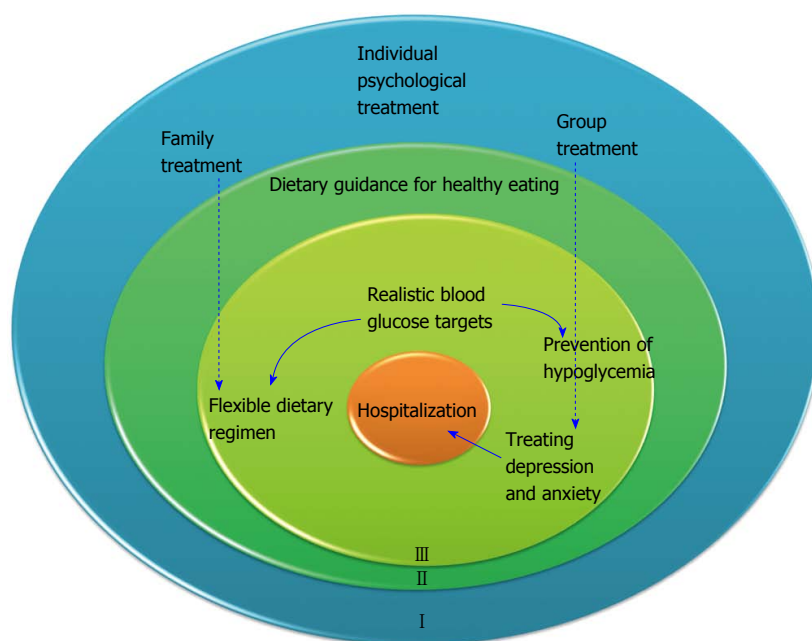 Individual
psychological
treatment
Family
treatment
Group
treatment
Dietary guidance for healthy eating
Realistic blood
glucose targets
Prevention of
hypoglycemia
Flexible dietary
regimen
Hospitalization
Treating
depression
and anxiety
Ⅲ
Ⅱ
Ⅰ